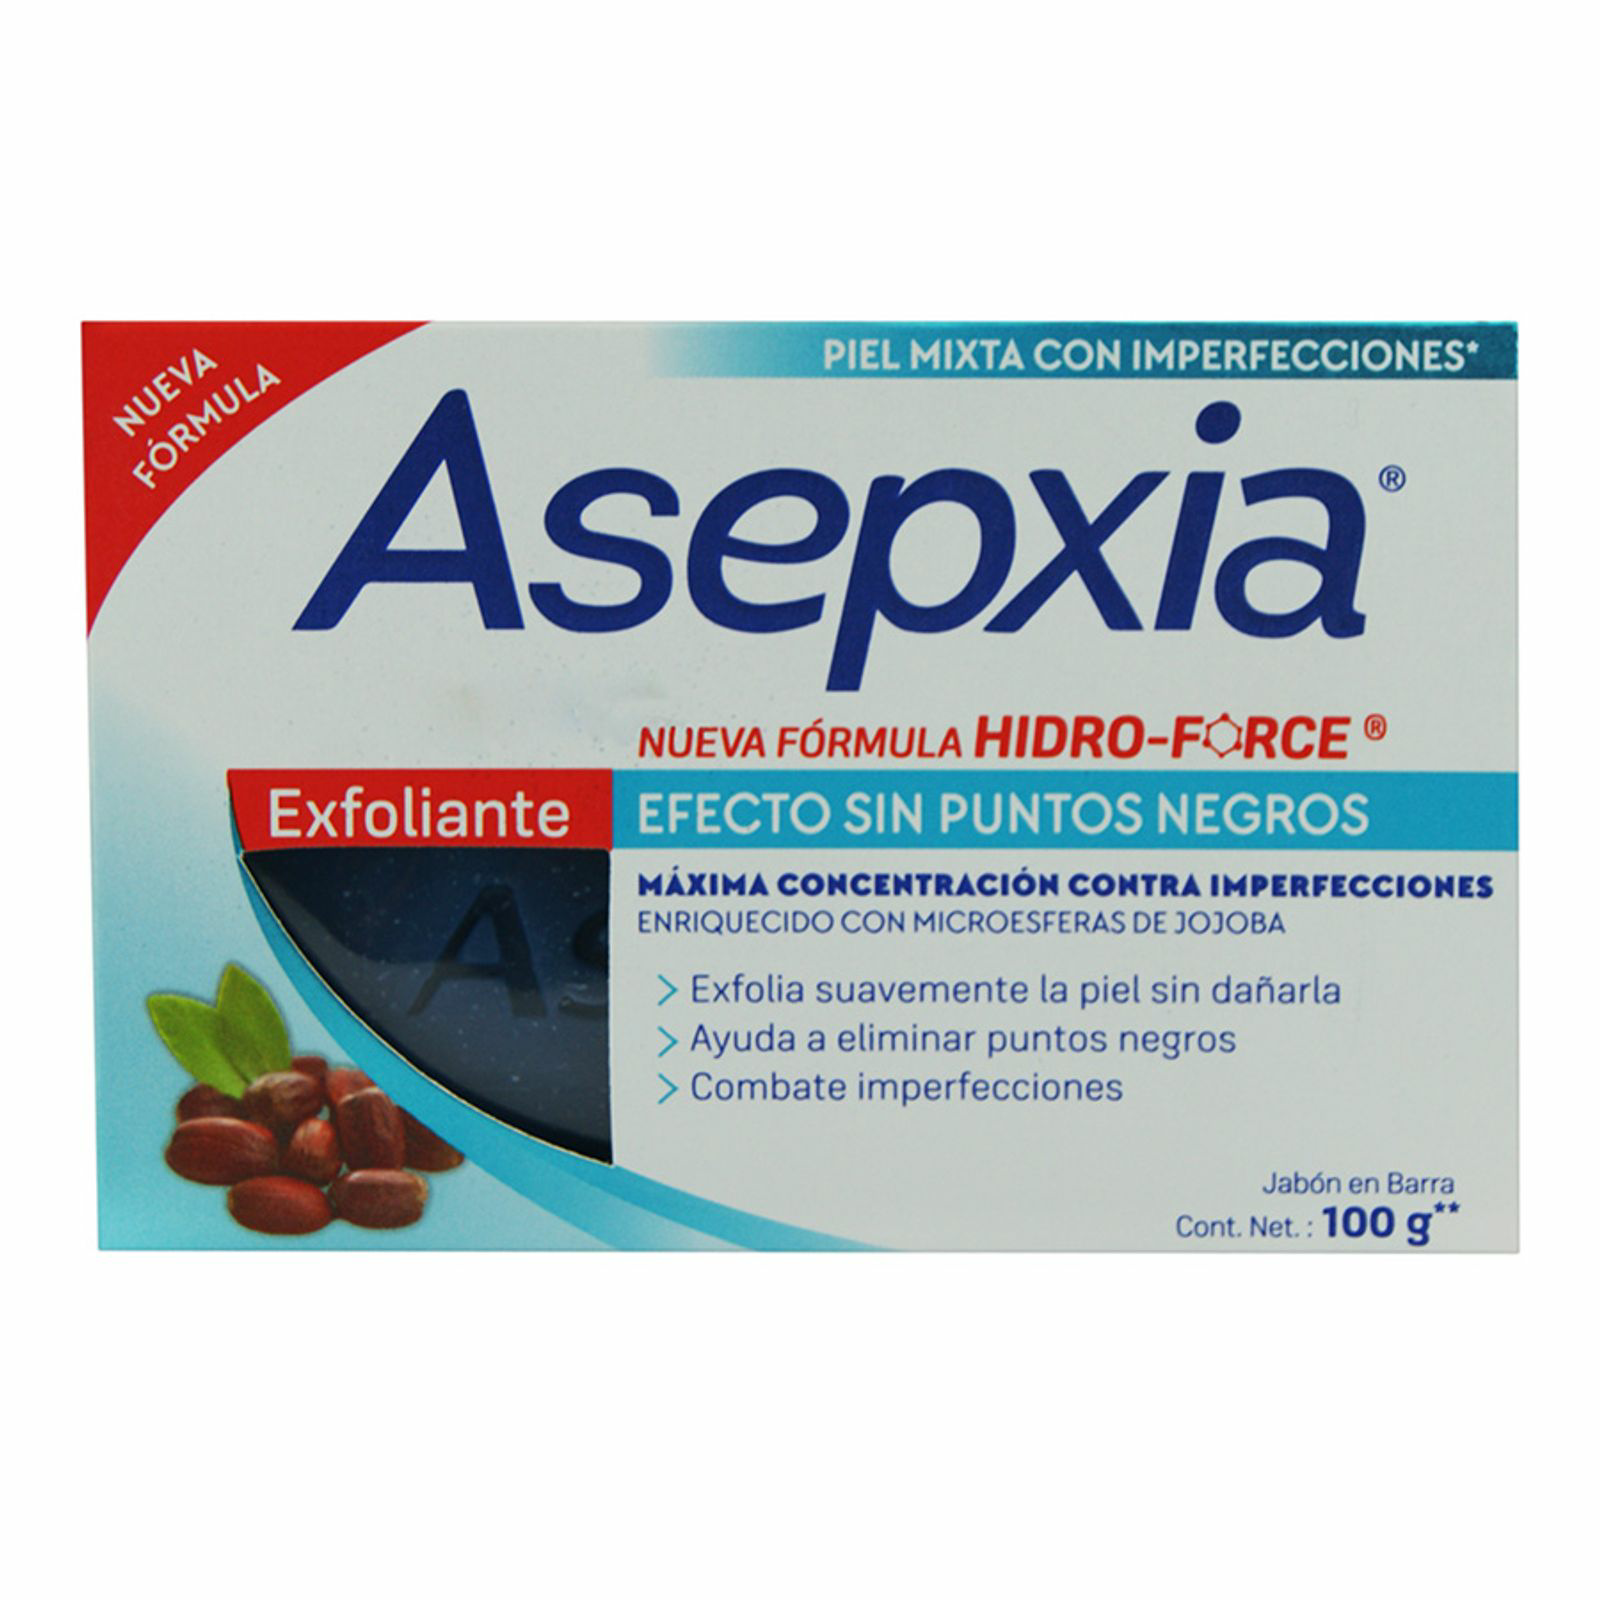 NUEVA
FÓRMULA
PIEL MIXTA CON IMPERFECCIONES*
Asepxia®
NUEVA FÓRMULA HIDRO-FORCE®
Exfoliante
EFECTO SIN PUNTOS NEGROS
MÁXIMA CONCENTRACIÓN CONTRA IMPERFECCIONES
ENRIQUECIDO CON MICROESFERAS DE JOJOBA
As
> Exfolia suavemente la piel sin dañarla
> Ayuda a eliminar puntos negros
> Combate imperfecciones
Jabón en Barra
Cont. Net. : 100 g**